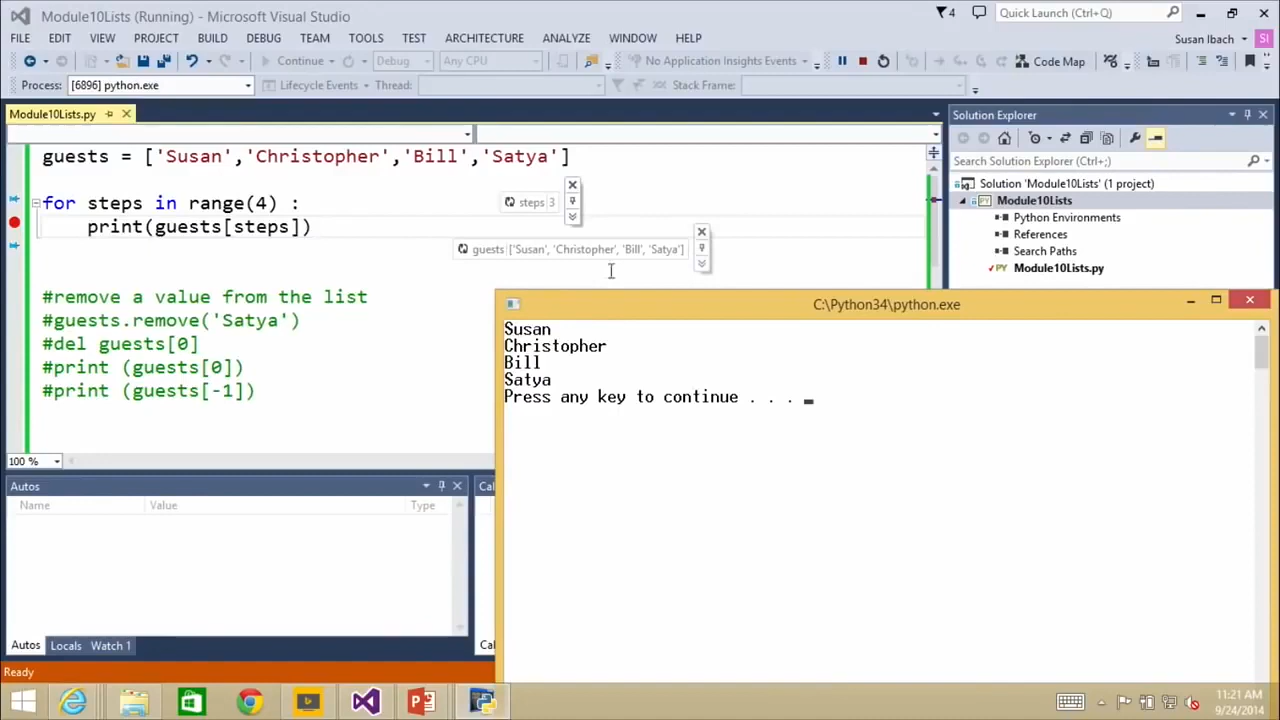 Module10Lists (Running) - Microsoft Visual Studio
4
Quick Launch (Ctrl+Q)
FILE EDIT VIEW PROJECT BUILD DEBUG TEAM TOOLS TEST ARCHITECTURE ANALYZE WINDOW HELP
Susan Ibach
SI
Continue
Debug
Any CPU
No Application Insights Events
Code Map
Process: [6896] python.exe
Lifecycle Events
Thread:
Stack Frame:
Module10Lists.py
guests = ['Susan','Christopher','Bill','Satya']
for steps in range(4) :
steps 3
print(guests[steps])
guests ['Susan', 'Christopher', 'Bill', 'Satya']
#remove a value from the list
#guests.remove('Satya')
#del guests[0]
#print (guests[0])
#print (guests[-1])
100 %
Solution Explorer
Search Solution Explorer (Ctrl+;)
Solution 'Module10Lists' (1 project)
Module10Lists
Python Environments
References
Search Paths
PY Module10Lists.py
C:\Python34\python.exe
Susan
Christopher
Bill
Satya
Press any key to continue . . .
Autos
Name Value Type
Autos Locals Watch 1
Cal
Cal
Ready
11:21 AM
9/24/2014